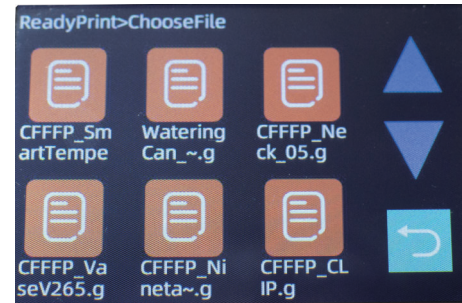 ReadyPrint>ChooseFile
CFFFP_Sm
artTempe
Watering
Can_~.g
CFFFP_Ne
ck_05.g
CFFFP_Va
seV265.g
CFFFP_Ni
neta~.g
CFFFP_CL
IP.g